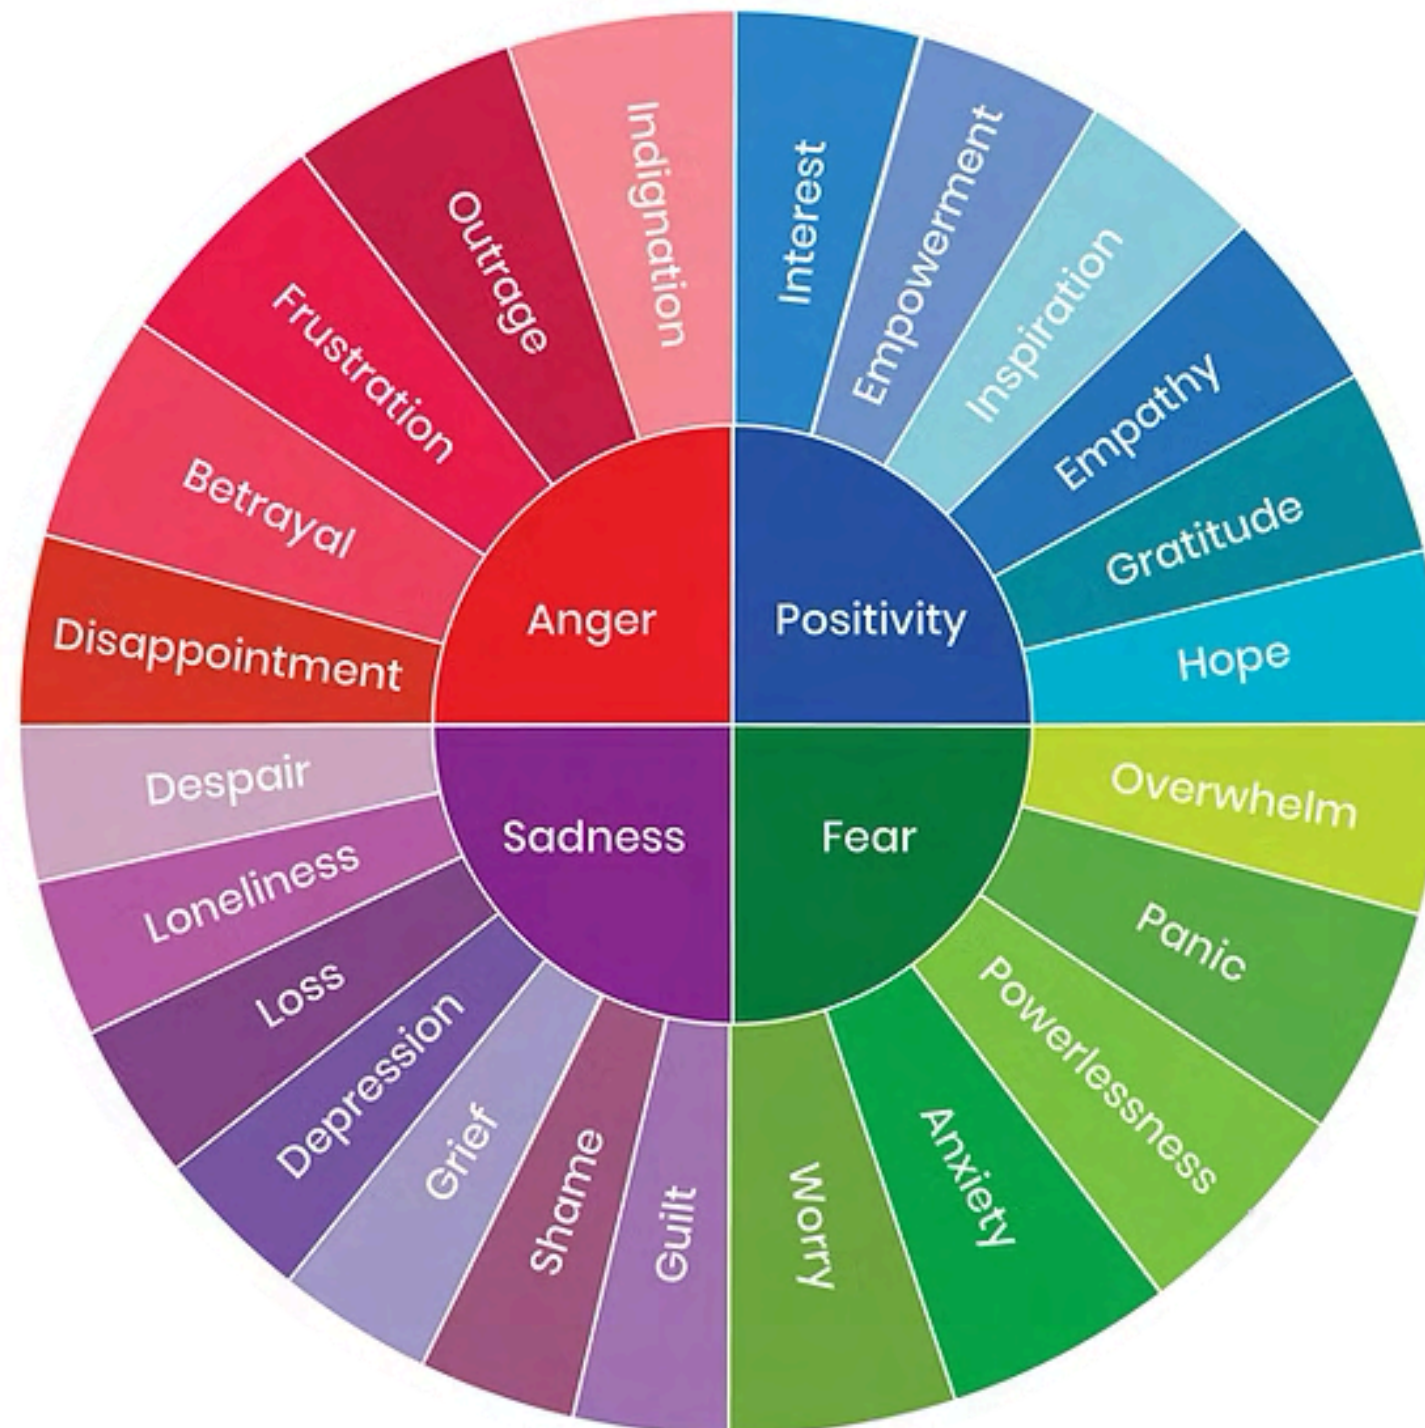 Interest
Empowerment
Inspiration
Empathy
Gratitude
Hope
Overwhelm
Panic
Powerlessness
Anxiety
Worry
Guilt
Shame
Grief
Depression
Loss
Loneliness
Despair
Disappointment
Betrayal
Frustration
Outrage
Indignation
Anger
Positivity
Sadness
Fear